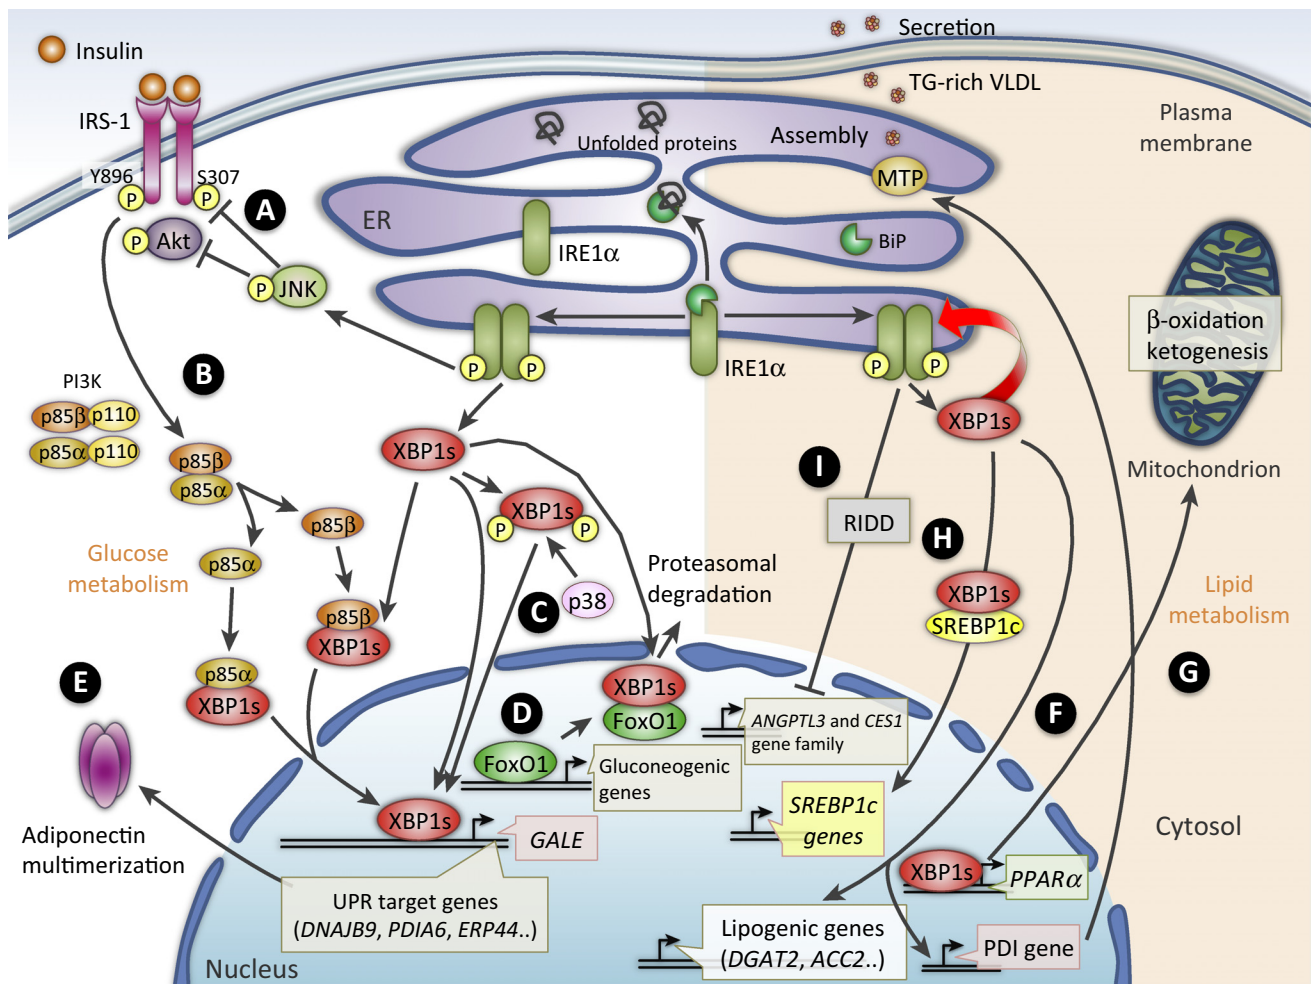 Secretion
Insulin
TG-rich VLDL
IRS-1
Plasma
membrane
Assembly
Unfolded proteins
Y896
S307
MTP
P
P
A
ER
P
Akt
BiP
IRE1α
P
JNK
β-oxidation
ketogenesis
IRE1α
P
P
P
P
B
PI3K
p85β
p110
XBP1s
p85α
p110
XBP1s
p85β
p85α
I
Mitochondrion
XBP1s
P
P
RIDD
p85β
H
Glucose
metabolism
p85α
Proteasomal
degradation
C
p38
XBP1s
SREBP1c
Lipid
metabolism
p85β
XBP1s
p85α
XBP1s
E
XBP1s
FoxO1
G
D
F
ANGPTL3 and CES1
gene family
FoxO1
Gluconeogenic
genes
SREBP1c
genes
XBP1s
GALE
Cytosol
Adiponectin
multimerization
XBP1s
PPARα
UPR target genes
(DNAJB9, PDIA6, ERP44..)
Lipogenic genes
(DGAT2, ACC2..)
PDI gene
Nucleus